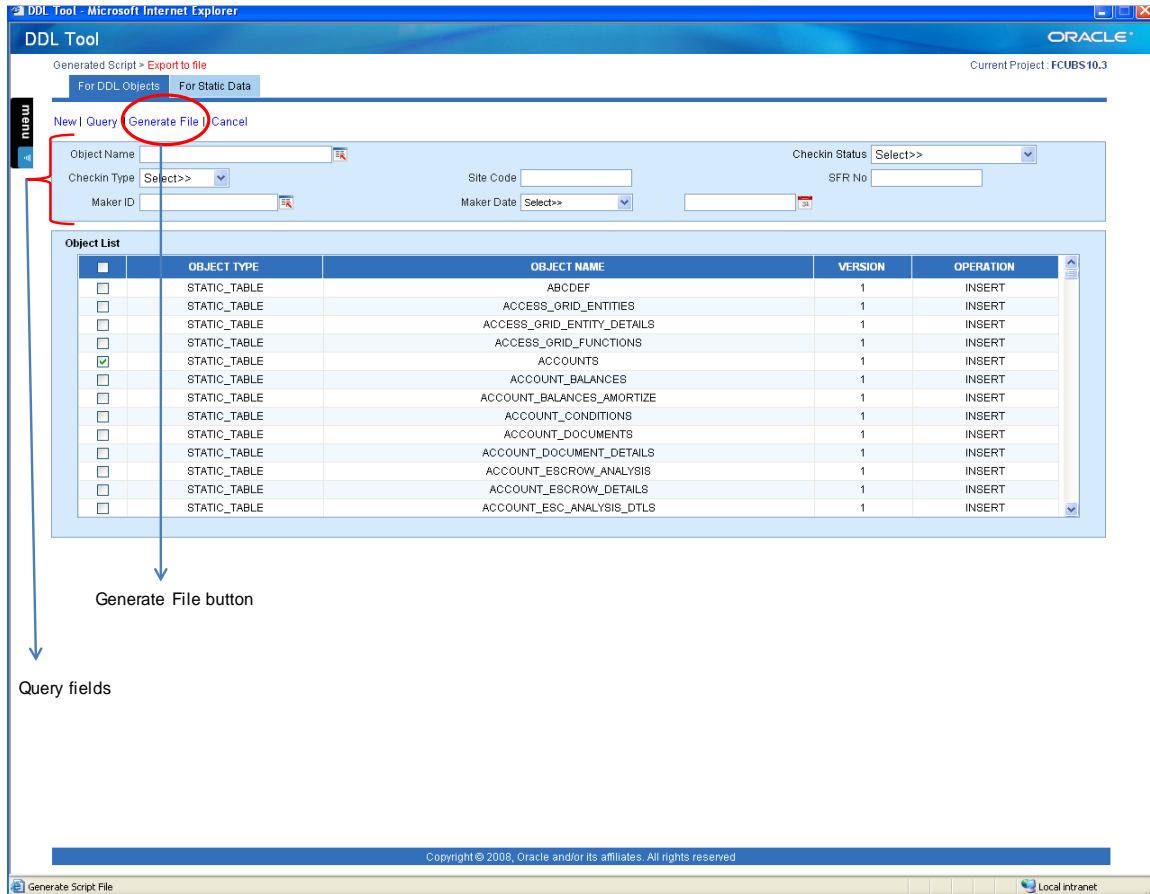 DDL Tool - Microsoft Internet Explorer
DDL Tool
ORACLE
Generated Script > Export to file
Current Project : FCUBS10.3
For DDL Objects For Static Data
menu
New | Query | Generate File | Cancel
Object Name Checkin Status Select>>
Checkin Type Select>> Site Code SFR No
Maker ID Maker Date Select>> 31
Object List
OBJECT TYPE OBJECT NAME VERSION OPERATION
STATIC_TABLE ABCDEF 1 INSERT
STATIC_TABLE ACCESS_GRID_ENTITIES 1 INSERT
STATIC_TABLE ACCESS_GRID_ENTITY_DETAILS 1 INSERT
STATIC_TABLE ACCESS_GRID_FUNCTIONS 1 INSERT
STATIC_TABLE ACCOUNTS 1 INSERT
STATIC_TABLE ACCOUNT_BALANCES 1 INSERT
STATIC_TABLE ACCOUNT_BALANCES_AMORTIZE 1 INSERT
STATIC_TABLE ACCOUNT_CONDITIONS 1 INSERT
STATIC_TABLE ACCOUNT_DOCUMENTS 1 INSERT
STATIC_TABLE ACCOUNT_DOCUMENT_DETAILS 1 INSERT
STATIC_TABLE ACCOUNT_ESCROW_ANALYSIS 1 INSERT
STATIC_TABLE ACCOUNT_ESCROW_DETAILS 1 INSERT
STATIC_TABLE ACCOUNT_ESC_ANALYSIS_DTLS 1 INSERT
Generate File button
Query fields
Copyright © 2008, Oracle and/or its affiliates. All rights reserved
Generate Script File Local intranet